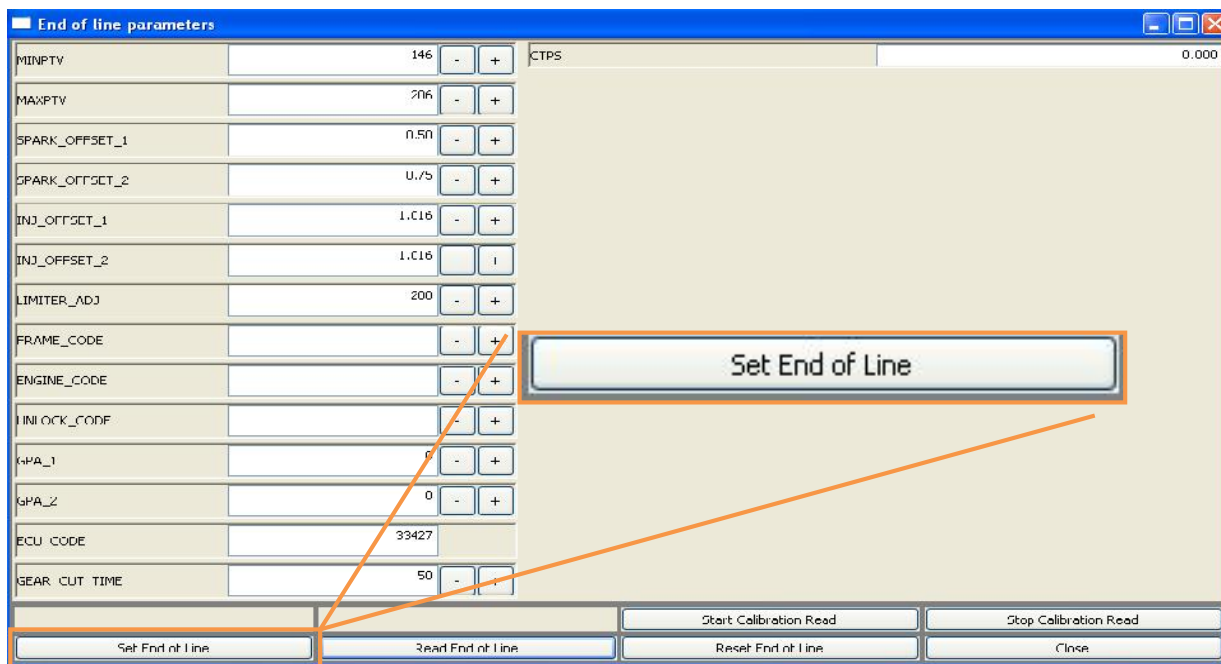 End of line parameters
MINPTV 146 - +
CTPS 0.000
MAXPTV 206 - +
SPARK_OFFSET_1 0.50 - +
SPARK_OFFSET_2 0.75 - +
INJ_OFFSET_1 1.016 - +
INJ_OFFSET_2 1.016
LIMITER_ADJ 200 - +
FRAME_CODE - +
ENGINE_CODE - +
UNLOCK_CODE - +
GPA_1 0 - +
GPA_2 0 - +
ECU CODE 33427
GEAR CUT TIME 50 - +
Set End of Line
Start Calibration Read
Stop Calibration Read
Set End of Line
Read End of Line
Reset End of Line
Close